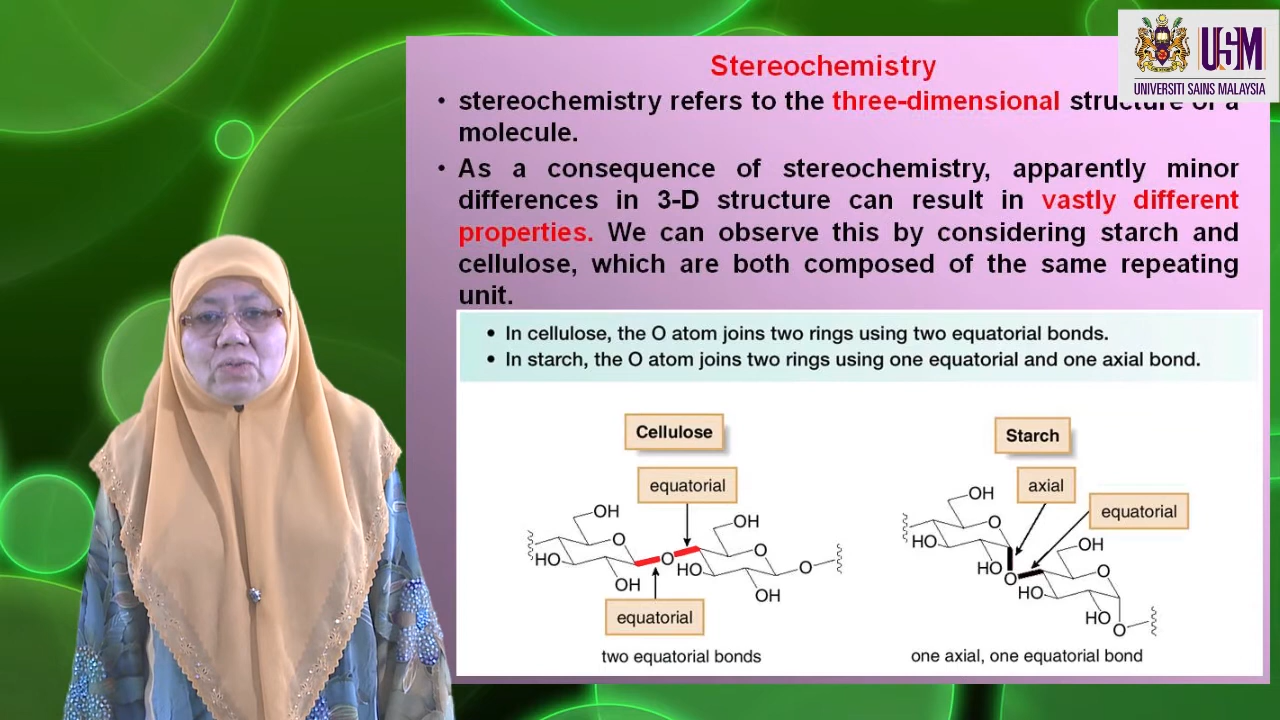 USM
UNIVERSITI SAINS MALAYSIA
Stereochemistry
• stereochemistry refers to the three-dimensional structure of a
molecule.
• As a consequence of stereochemistry, apparently minor
differences in 3-D structure can result in vastly different
properties. We can observe this by considering starch and
cellulose, which are both composed of the same repeating
unit.
• In cellulose, the O atom joins two rings using two equatorial bonds.
• In starch, the O atom joins two rings using one equatorial and one axial bond.
Cellulose
equatorial
OH
O
HO
OH
O
OH
O
HO
OH
O
equatorial
two equatorial bonds
Starch
axial
equatorial
OH
O
HO
HO
O
OH
O
HO
HO
O
one axial, one equatorial bond